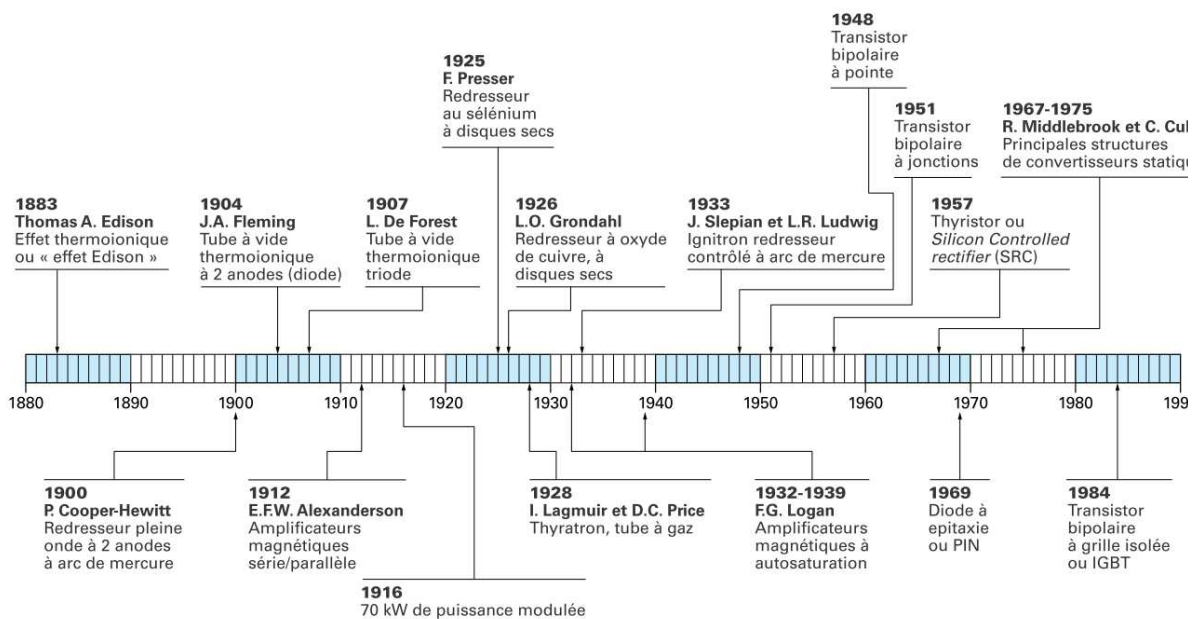 1948
Transistor
bipolaire
à pointe
1925
F. Presser
Redresseur
au sélénium
à disques secs
1951
Transistor
bipolaire
à jonctions
1967-1975
R. Middlebrook et C. Cul
Principales structures
de convertisseurs statiq
1883
Thomas A. Edison
Effet thermoionique
ou « effet Edison »
1904
J.A. Fleming
Tube à vide
thermoionique
à 2 anodes (diode)
1907
L. De Forest
Tube à vide
thermoionique
triode
1926
L.O. Grondahl
Redresseur à oxyde
de cuivre, à
disques secs
1933
J. Slepian et L.R. Ludwig
Ignitron redresseur
contrôlé à arc de mercure
1957
Thyristor ou
Silicon Controlled
rectifier (SRC)
1880 1890 1900 1910 1920 1930 1940 1950 1960 1970 1980 199
1900
P. Cooper-Hewitt
Redresseur pleine
onde à 2 anodes
à arc de mercure
1912
E.F.W. Alexanderson
Amplificateurs
magnétiques
série/parallèle
1916
70 kW de puissance modulée
1928
I. Lagmuir et D.C. Price
Thyratron, tube à gaz
1932-1939
F.G. Logan
Amplificateurs
magnétiques à
autosaturation
1969
Diode à
epitaxie
ou PIN
1984
Transistor
bipolaire
à grille isolée
ou IGBT